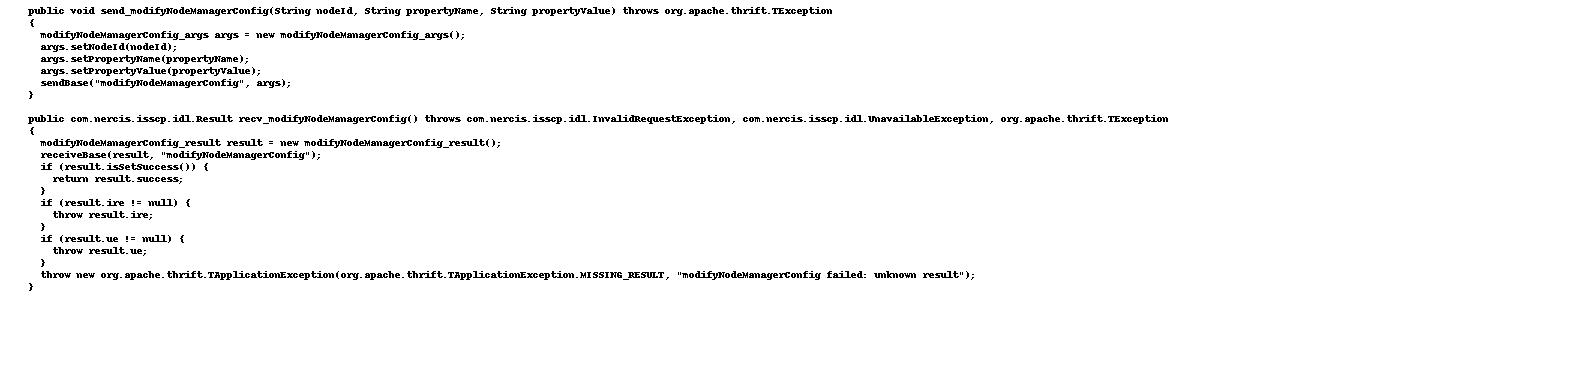 public void send_modifyNodeManagerConfig(String nodeId, String propertyName, String propertyValue) throws org.apache.thrift.TException
{
modifyNodeManagerConfig_args args = new modifyNodeManagerConfig_args();
args.setNodeId(nodeId);
args.setPropertyName(propertyName);
args.setPropertyValue(propertyValue);
sendBase("modifyNodeManagerConfig", args);
}
public com.nercis.isscp.idl.Result recv_modifyNodeManagerConfig() throws com.nercis.isscp.idl.InvalidRequestException, com.nercis.isscp.idl.UnavailableException, org.apache.thrift.TException
{
modifyNodeManagerConfig_result result = new modifyNodeManagerConfig_result();
receiveBase(result, "modifyNodeManagerConfig");
if (result.isSetSuccess()) {
return result.success;
}
if (result.ire != null) {
throw result.ire;
}
if (result.ue != null) {
throw result.ue;
}
throw new org.apache.thrift.TApplicationException(org.apache.thrift.TApplicationException.MISSING_RESULT, "modifyNodeManagerConfig failed: unknown result");
}